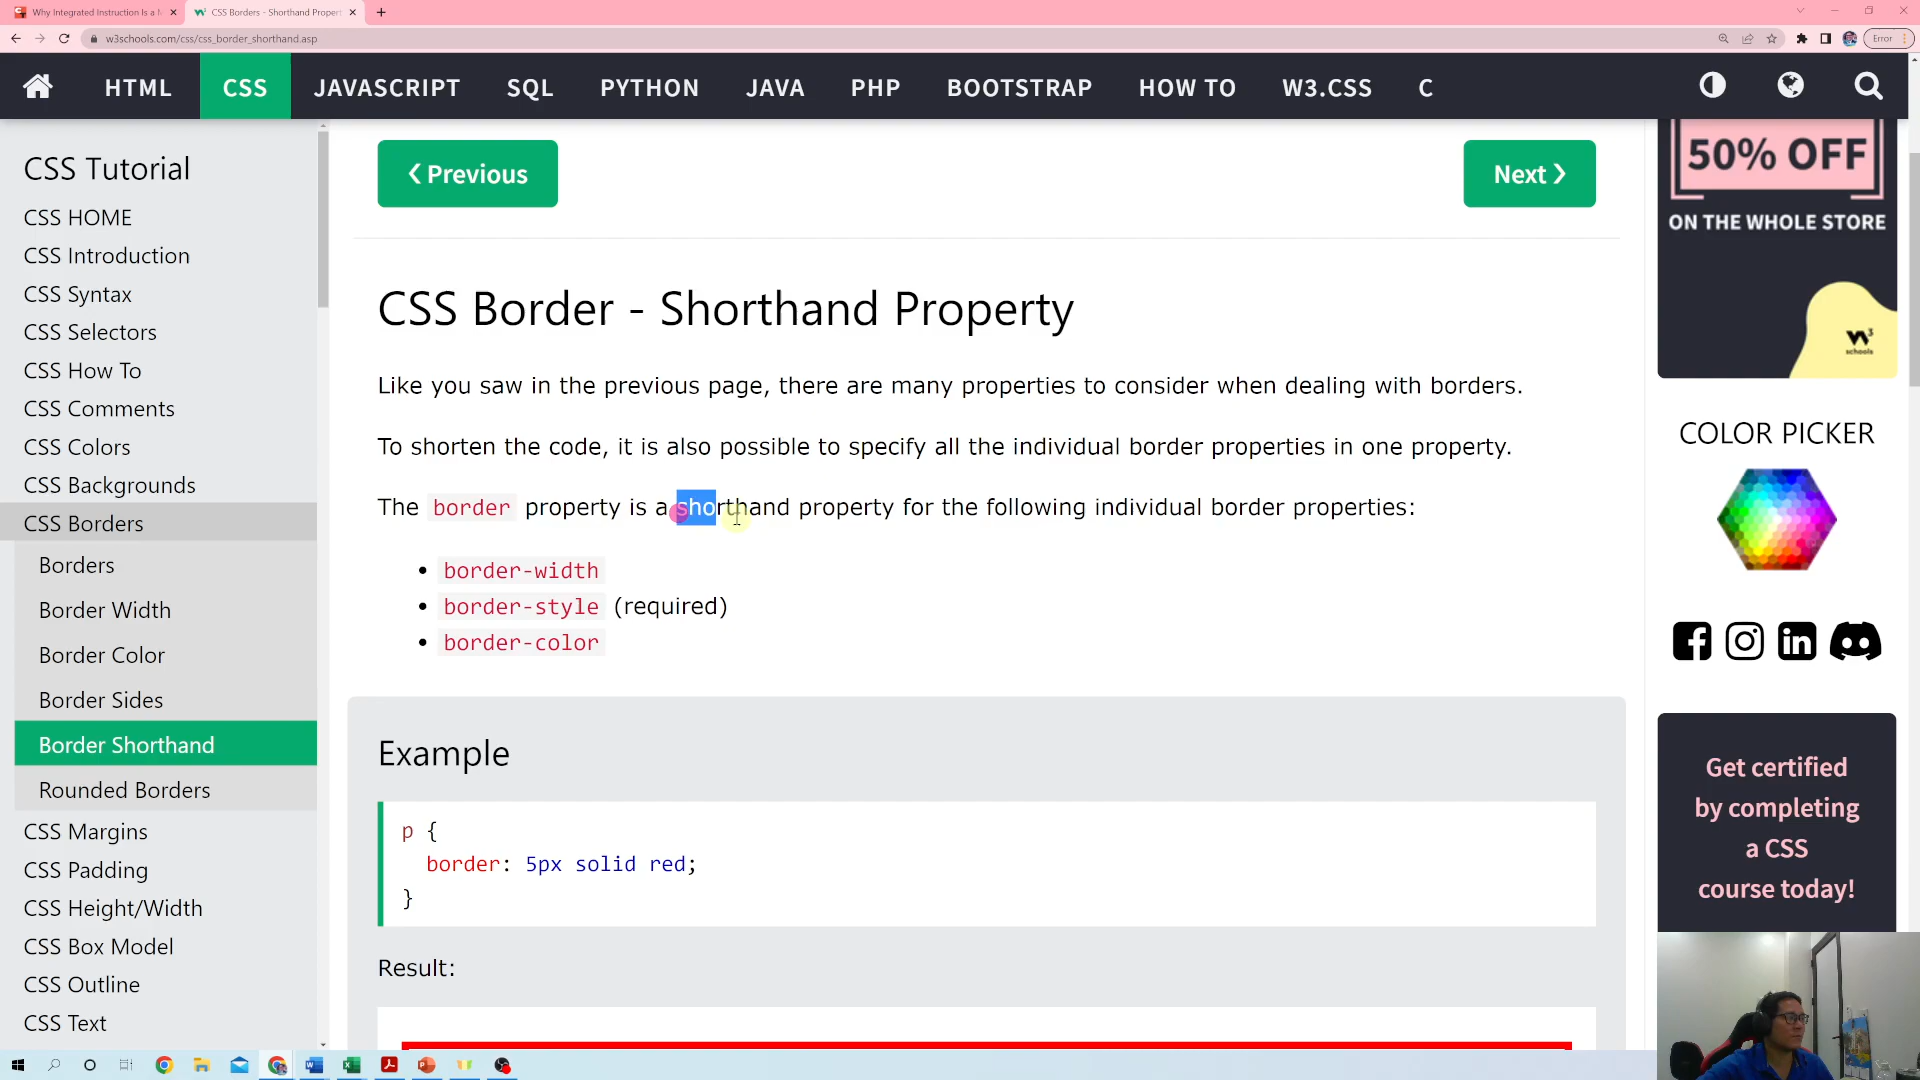 Why Integrated Instruction Is a M
CSS Borders - Shorthand Propert
w3schools.com/css/css_border_shorthand.asp
Error
HTML
CSS
JAVASCRIPT
SQL
PYTHON
JAVA
PHP
BOOTSTRAP
HOW TO
W3.CSS
C
CSS Tutorial
CSS HOME
CSS Introduction
CSS Syntax
CSS Selectors
CSS How To
CSS Comments
CSS Colors
CSS Backgrounds
CSS Borders
Borders
Border Width
Border Color
Border Sides
Border Shorthand
Rounded Borders
CSS Margins
CSS Padding
CSS Height/Width
CSS Box Model
CSS Outline
CSS Text
❮ Previous
Next ❯
CSS Border - Shorthand Property
Like you saw in the previous page, there are many properties to consider when dealing with borders.
To shorten the code, it is also possible to specify all the individual border properties in one property.
The border property is a shorthand property for the following individual border properties:
• border-width
• border-style (required)
• border-color
Example
p {
border: 5px solid red;
}
Result:
50% OFF
ON THE WHOLE STORE
W3
schools
COLOR PICKER
Get certified
by completing
a CSS
course today!